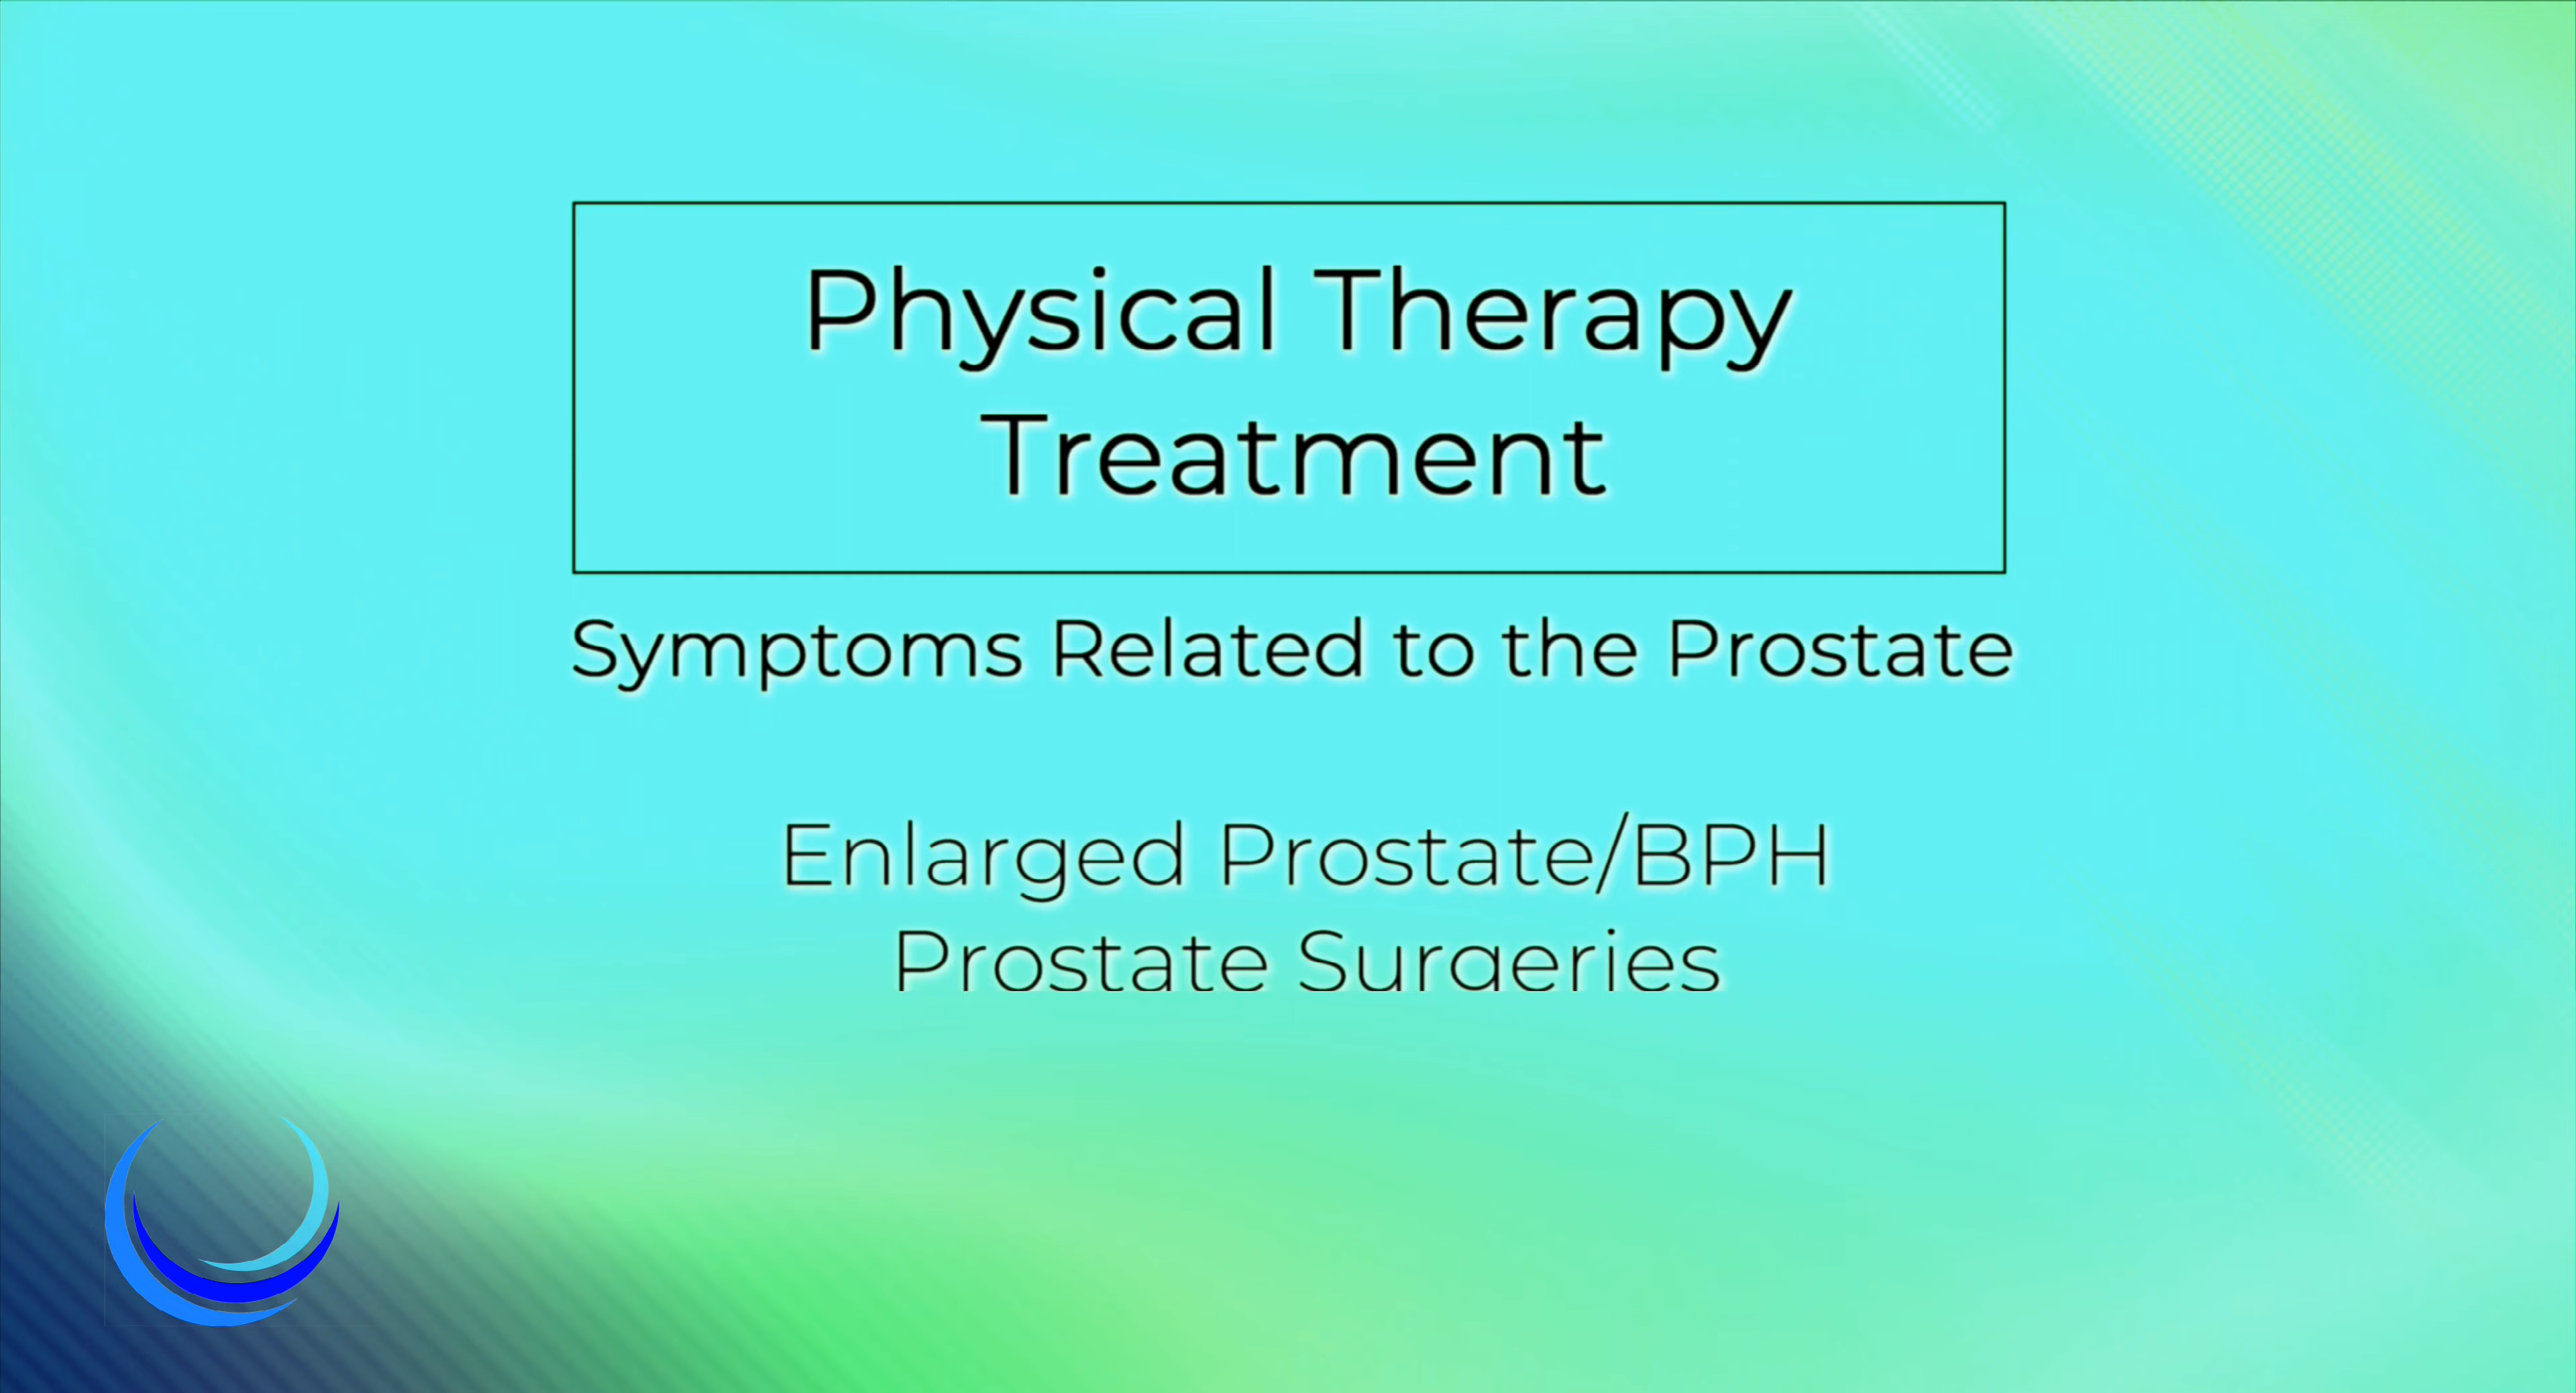 Physical Therapy
Treatment
Symptoms Related to the Prostate
Enlarged Prostate/BPH
Prostate Surgeries